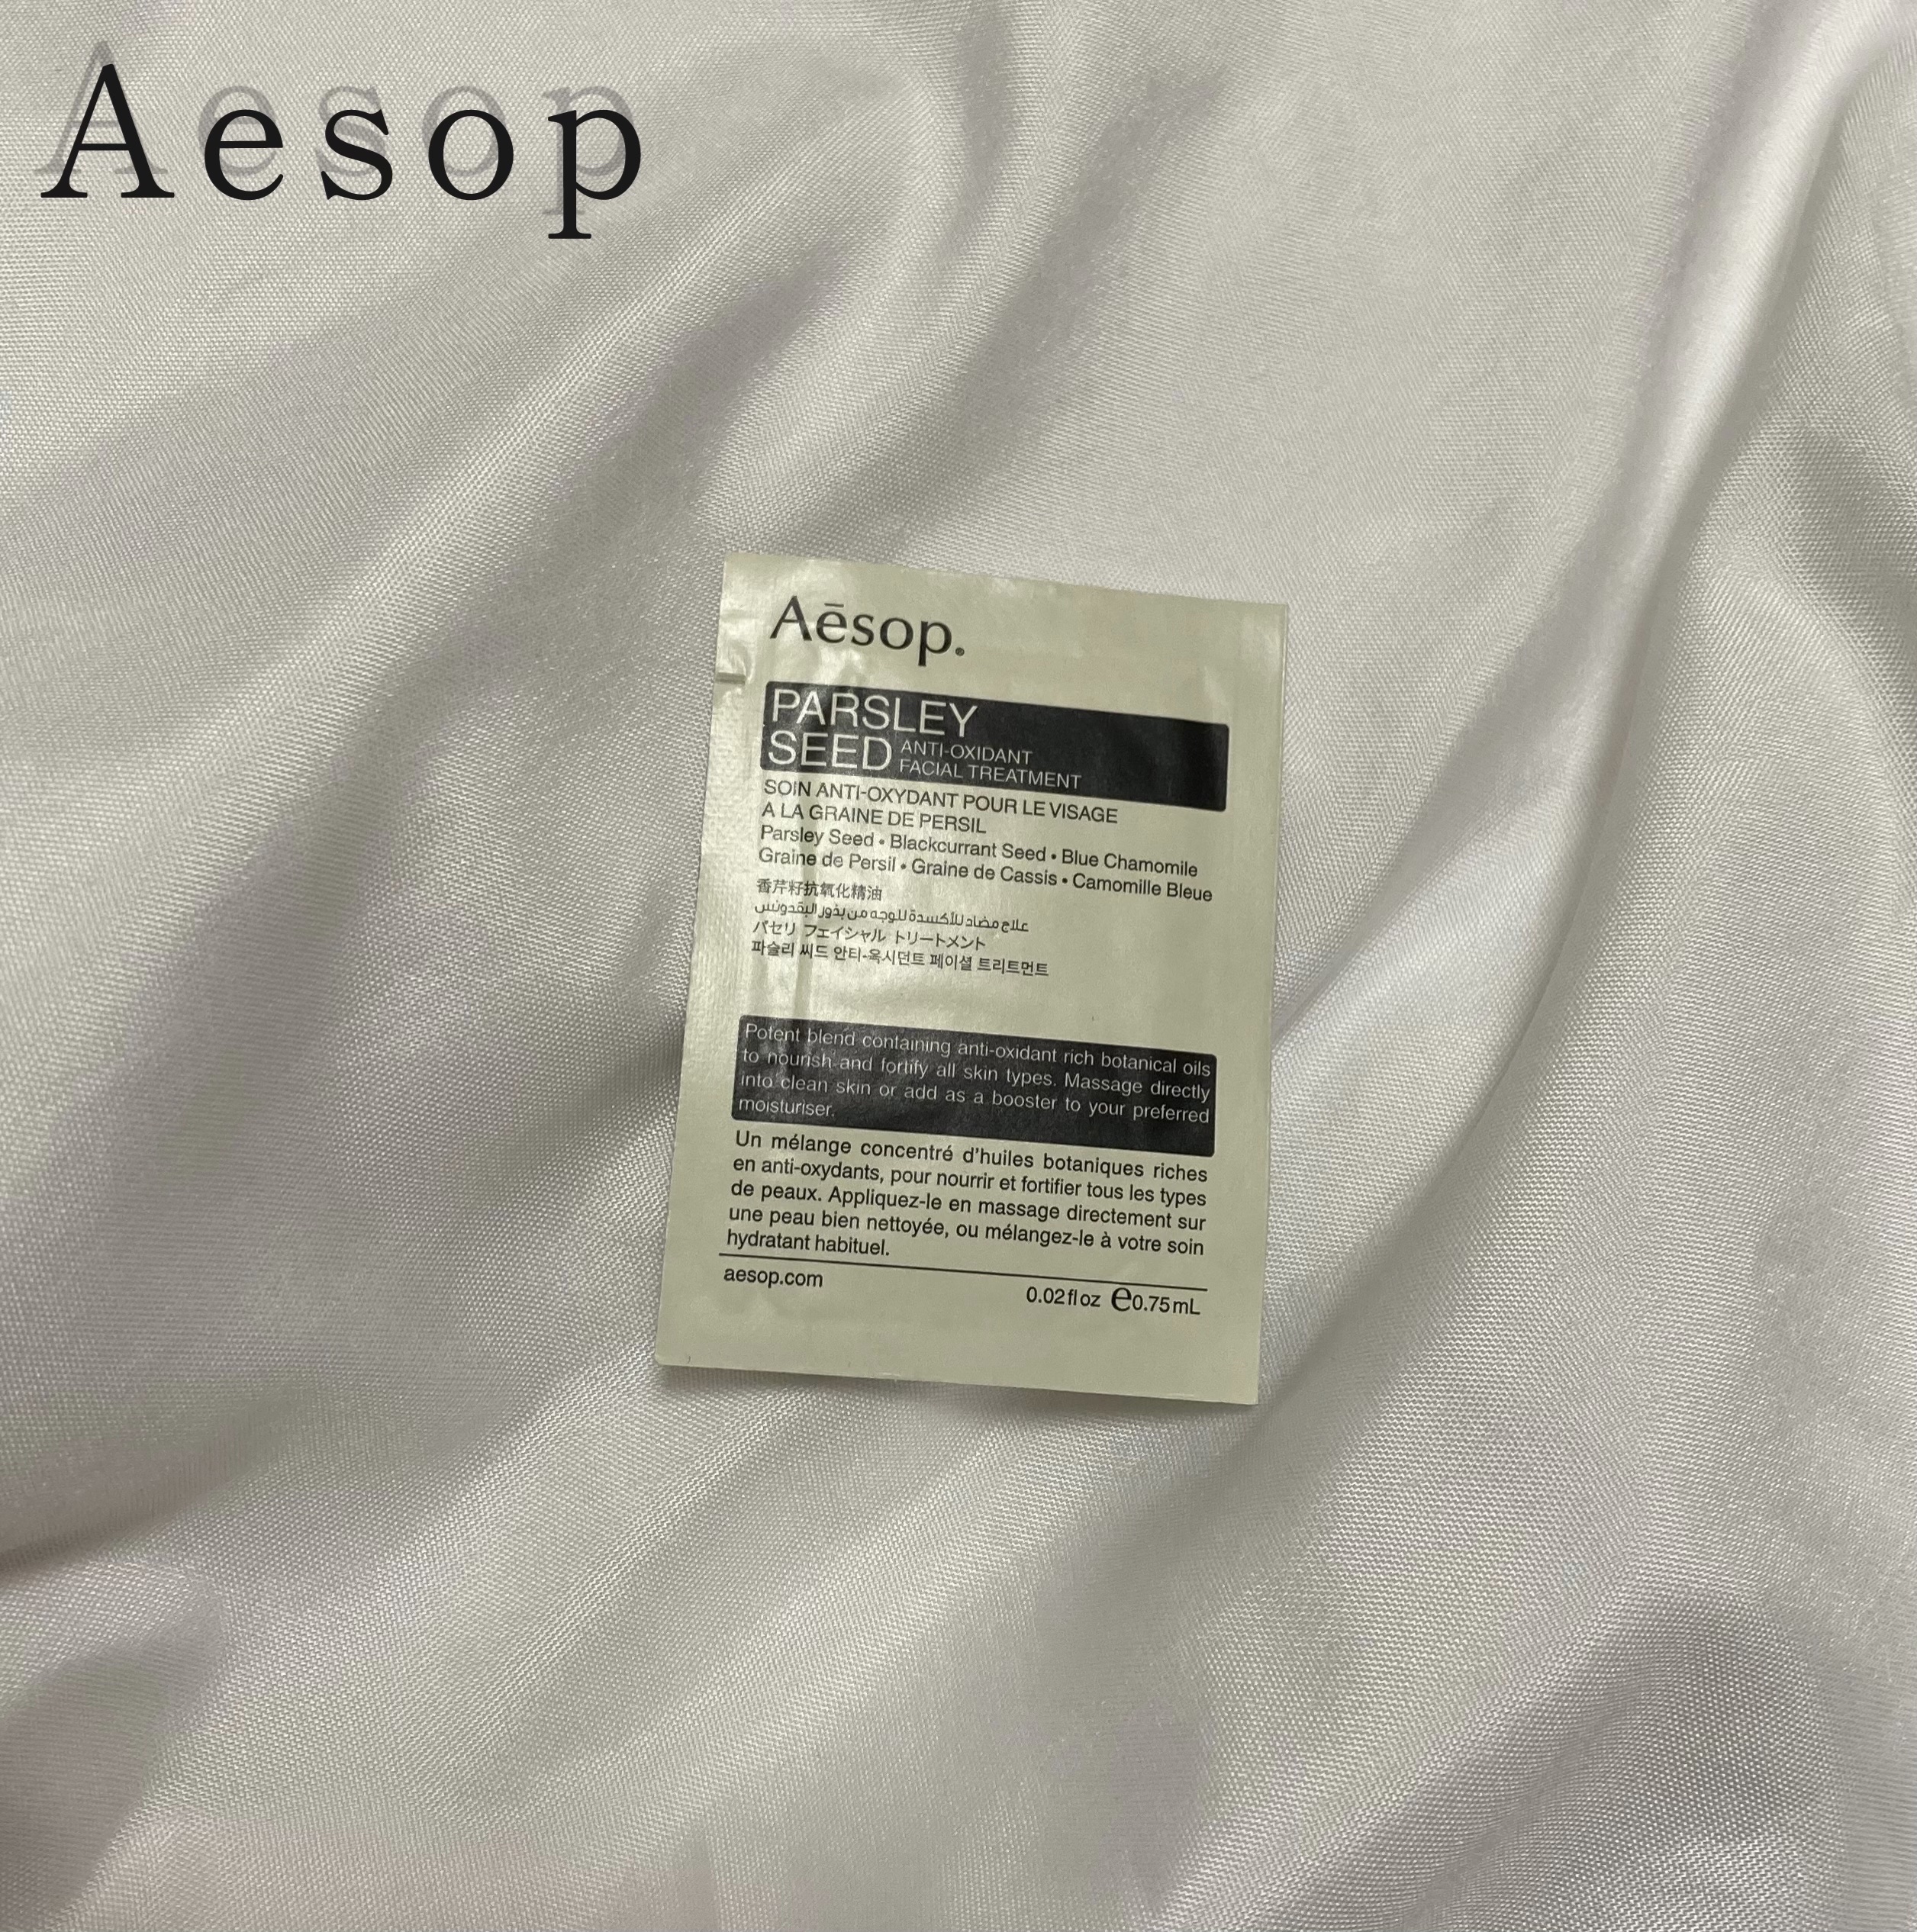 Aesop
Aēsop.
PARSLEY
SEED ANTI-OXIDANT
FACIAL TREATMENT
SOIN ANTI-OXYDANT POUR LE VISAGE
A LA GRAINE DE PERSIL
Parsley Seed • Blackcurrant Seed • Blue Chamomile
Graine de Persil • Graine de Cassis • Camomille Bleue
香芹籽抗氧化精油
علاج مضاد للأكسدة للوجه من بذور البقدونس
パセリ フェイシャル トリートメント
파슬리 씨드 안티-옥시던트 페이셜 트리트먼트
Potent blend containing anti-oxidant rich botanical oils
to nourish and fortify all skin types. Massage directly
into clean skin or add as a booster to your preferred
moisturiser.
Un mélange concentré d'huiles botaniques riches
en anti-oxydants, pour nourrir et fortifier tous les types
de peaux. Appliquez-le en massage directement sur
une peau bien nettoyée, ou mélangez-le à votre soin
hydratant habituel.
aesop.com
0.02 fl oz ℮0.75 mL